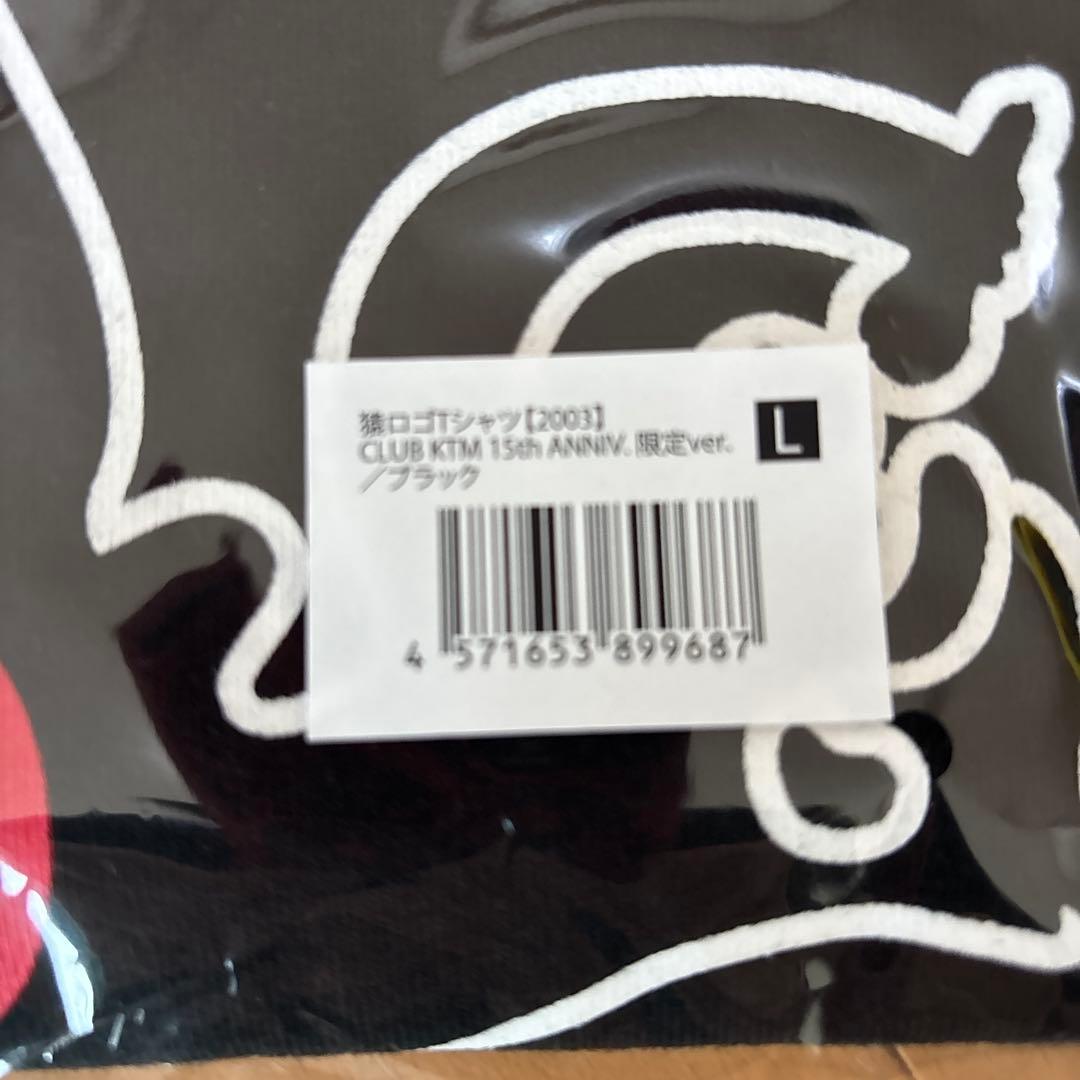 猿ロゴTシャツ【2003】
CLUB KTM 15th ANNIV. 限定ver.
／ブラック
L
4 571653 899687